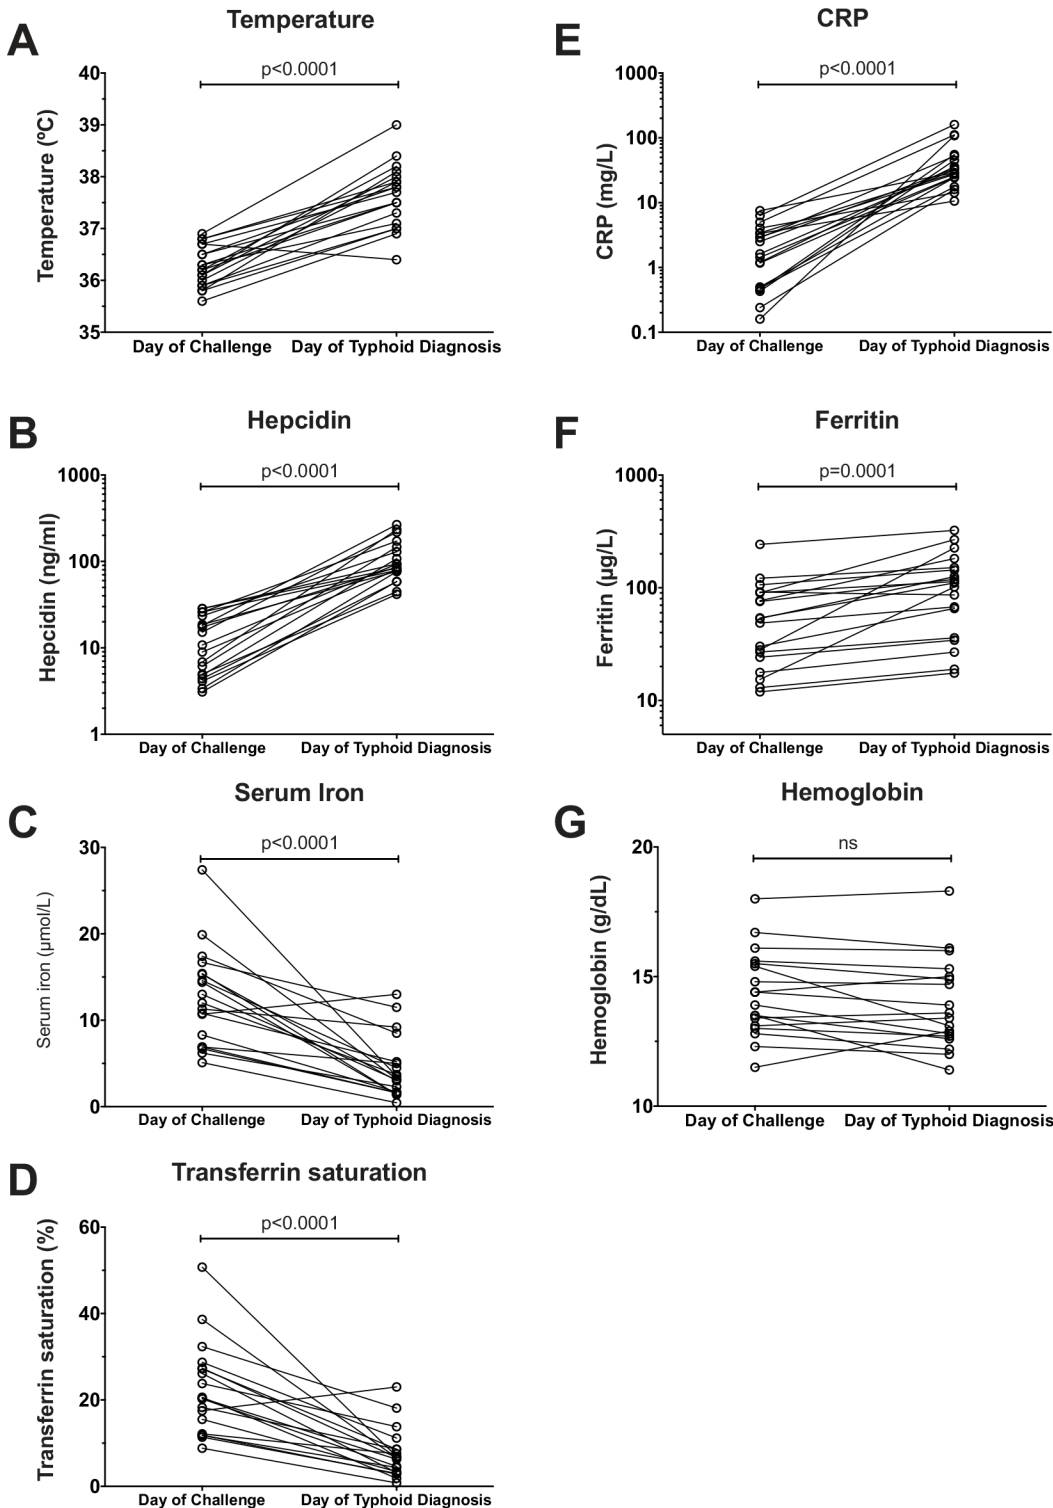 A
Temperature
p<0.0001
Temperature (ºC)
40
39
38
37
36
35
Day of Challenge Day of Typhoid Diagnosis
E
CRP
p<0.0001
CRP (mg/L)
1000
100
10
1
0.1
Day of Challenge Day of Typhoid Diagnosis
B
Hepcidin
p<0.0001
Hepcidin (ng/ml)
1000
100
10
1
Day of Challenge Day of Typhoid Diagnosis
F
Ferritin
p=0.0001
Ferritin (µg/L)
1000
100
10
Day of Challenge Day of Typhoid Diagnosis
C
Serum Iron
p<0.0001
Serum iron (µmol/L)
30
20
10
0
Day of Challenge Day of Typhoid Diagnosis
G
Hemoglobin
ns
Hemoglobin (g/dL)
20
15
10
Day of Challenge Day of Typhoid Diagnosis
D
Transferrin saturation
p<0.0001
Transferrin saturation (%)
60
40
20
0
Day of Challenge Day of Typhoid Diagnosis